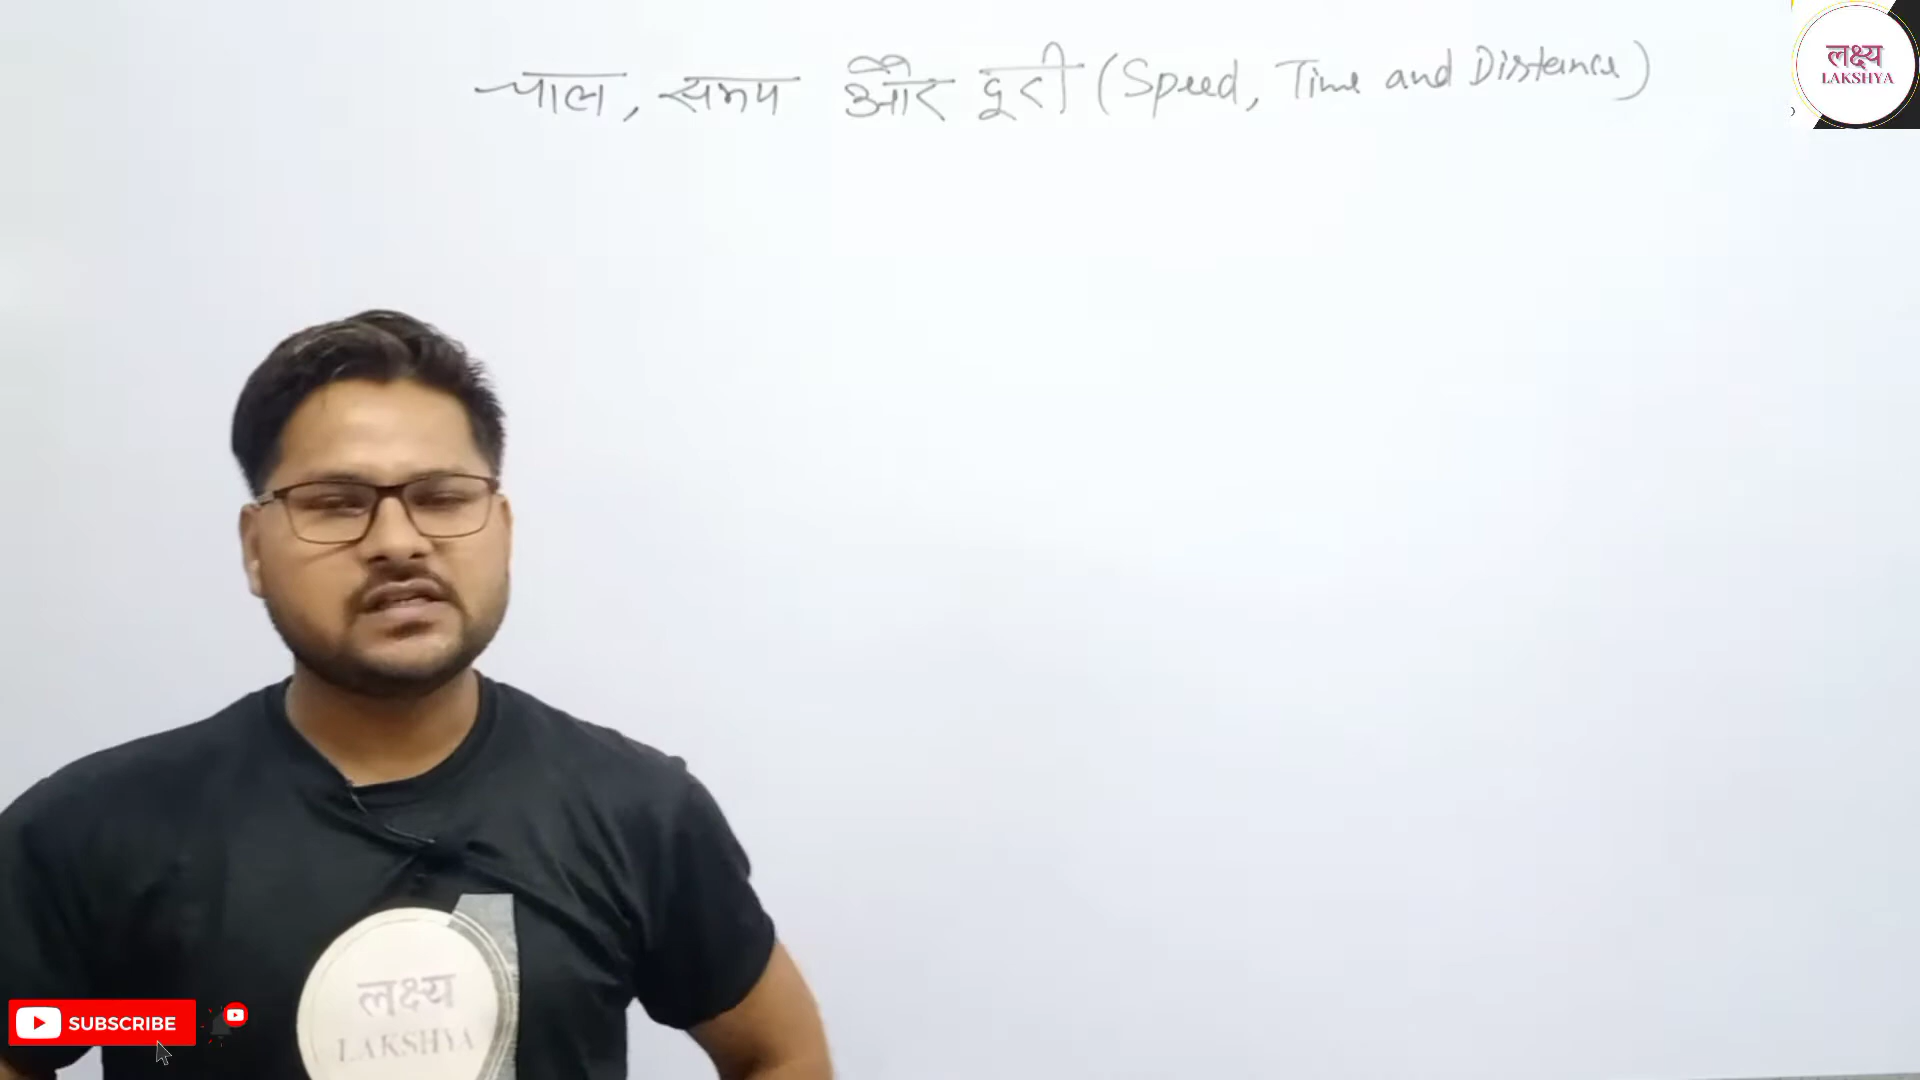 चाल, समय और दूरी (Speed, Time and Distance)
लक्ष्य
LAKSHYA
लक्ष्य
LAKSHYA
SUBSCRIBE